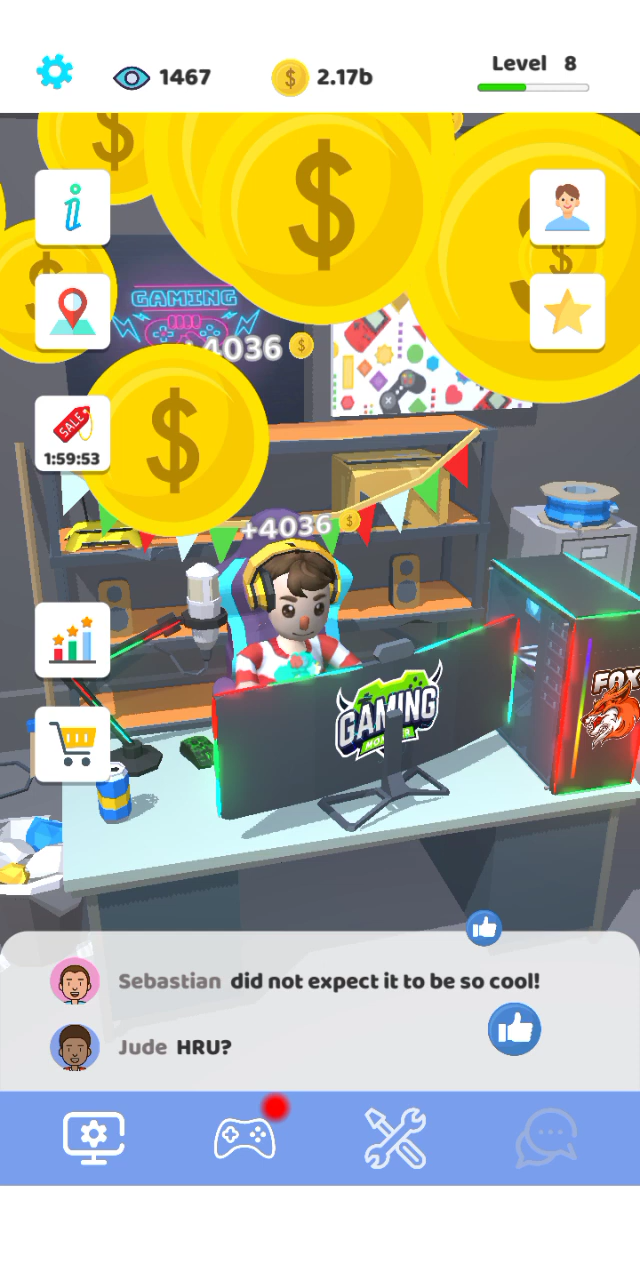 1467
2.17b
Level 8
GAMING
+4036
SALE
1:59:53
+4036
GAMING
MONSTER
FOX
Sebastian did not expect it to be so cool!
Jude HRU?